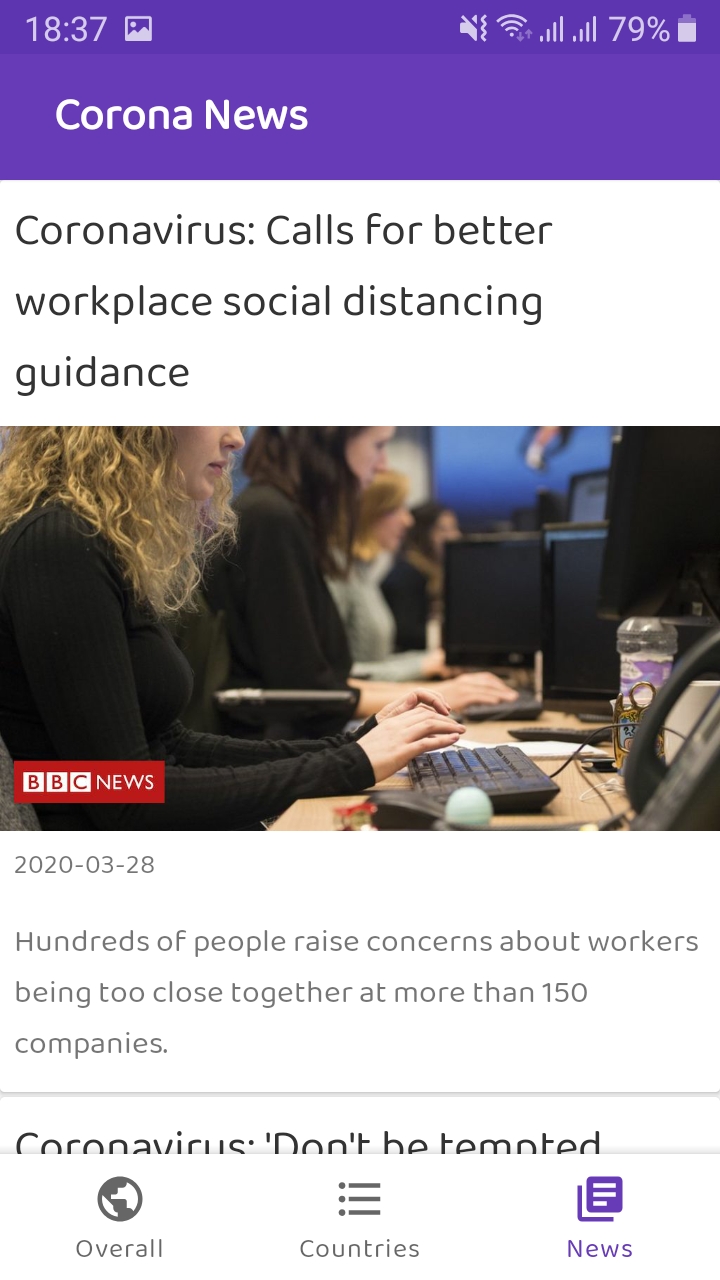 18:37
79%
Corona News
Coronavirus: Calls for better
workplace social distancing
guidance
BBC NEWS
2020-03-28
Hundreds of people raise concerns about workers
being too close together at more than 150
companies.
Coronavirus: 'Don't be tempted
Overall
Countries
News